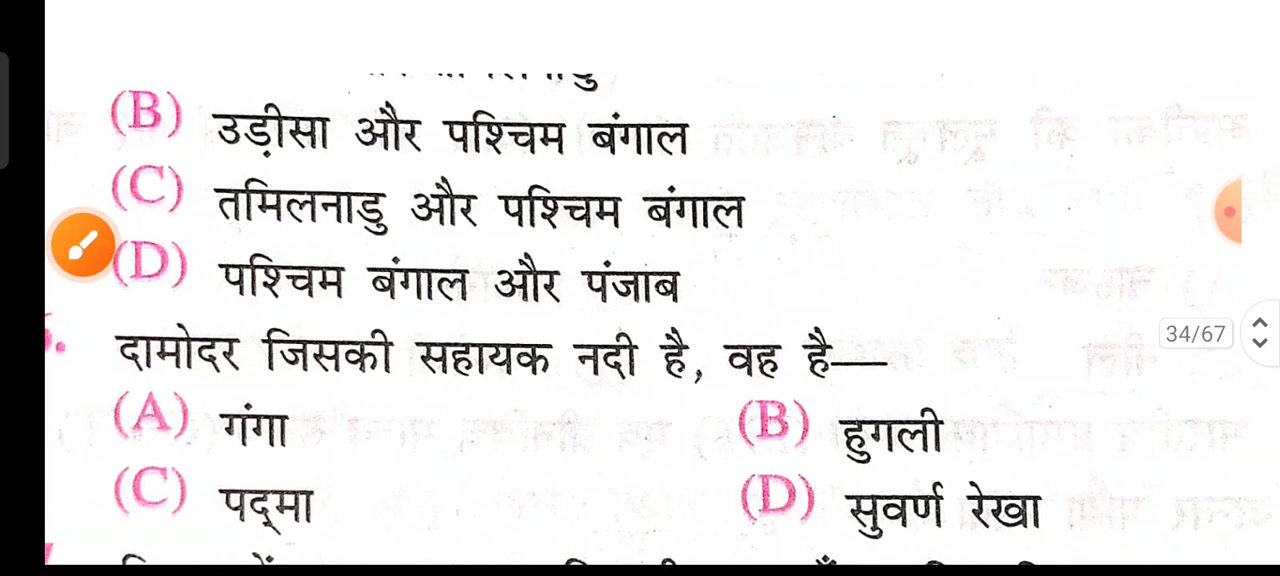 (B) उड़ीसा और पश्चिम बंगाल
(C) तमिलनाडु और पश्चिम बंगाल
(D) पश्चिम बंगाल और पंजाब
दामोदर जिसकी सहायक नदी है, वह है—
34/67
(A) गंगा (B) हुगली
(C) पद्मा (D) सुवर्ण रेखा